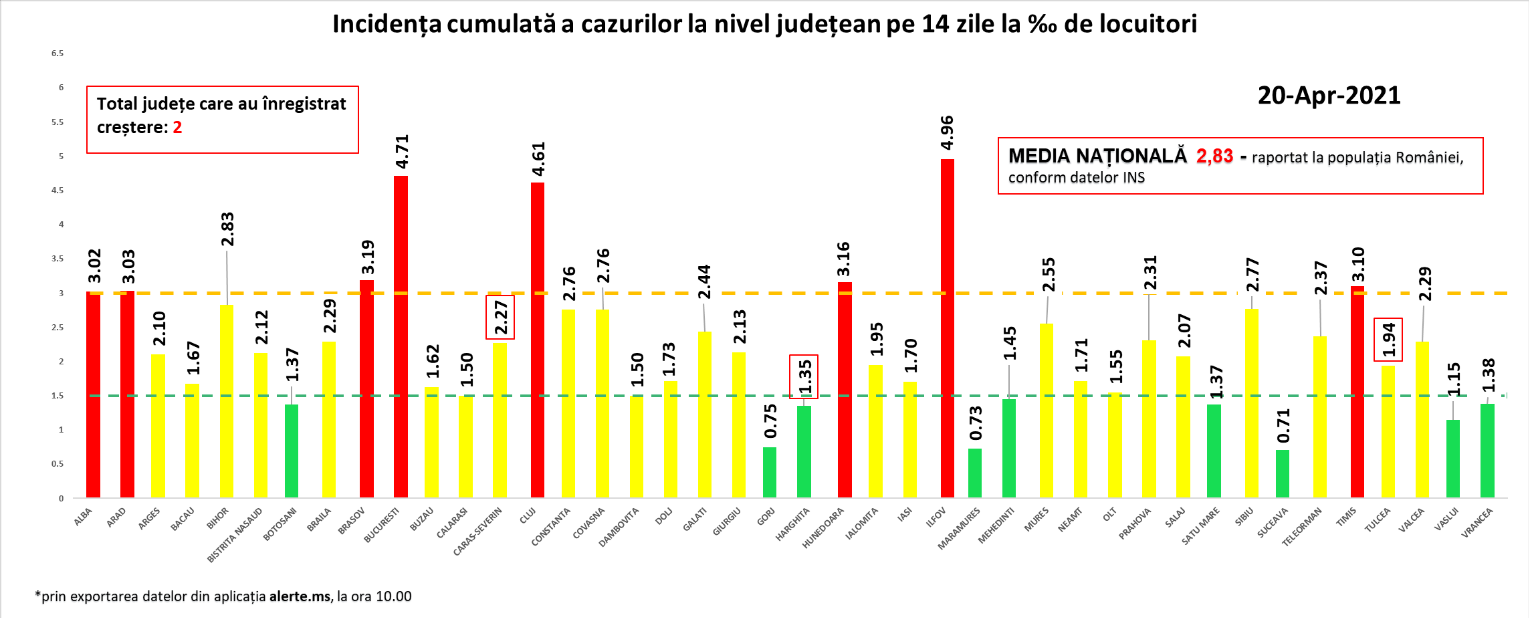 Incidența cumulată a cazurilor la nivel județean pe 14 zile la ‰ de locuitori
6.5
6
5.5
5
4.5
4
3.5
3
2.5
2
1.5
1
0.5
0
Total județe care au înregistrat
creștere: 2
20-Apr-2021
MEDIA NAȚIONALĂ 2,83 - raportat la populația României,
conform datelor INS
3.02
3.03
2.10
1.67
2.83
2.12
1.37
2.29
3.19
4.71
1.62
1.50
2.27
4.61
2.76
2.76
1.50
1.73
2.44
2.13
0.75
1.35
3.16
1.95
1.70
4.96
0.73
1.45
2.55
1.71
1.55
2.31
2.07
1.37
2.77
0.71
2.37
3.10
1.94
2.29
1.15
1.38
ALBA
ARAD
ARGES
BACAU
BIHOR
BISTRITA NASAUD
BOTOSANI
BRAILA
BRASOV
BUCURESTI
BUZAU
CALARASI
CARAS-SEVERIN
CLUJ
CONSTANTA
COVASNA
DAMBOVITA
DOLJ
GALATI
GIURGIU
GORJ
HARGHITA
HUNEDOARA
IALOMITA
IASI
ILFOV
MARAMURES
MEHEDINTI
MURES
NEAMT
OLT
PRAHOVA
SALAJ
SATU MARE
SIBIU
SUCEAVA
TELEORMAN
TIMIS
TULCEA
VALCEA
VASLUI
VRANCEA
*prin exportarea datelor din aplicația alerte.ms, la ora 10.00